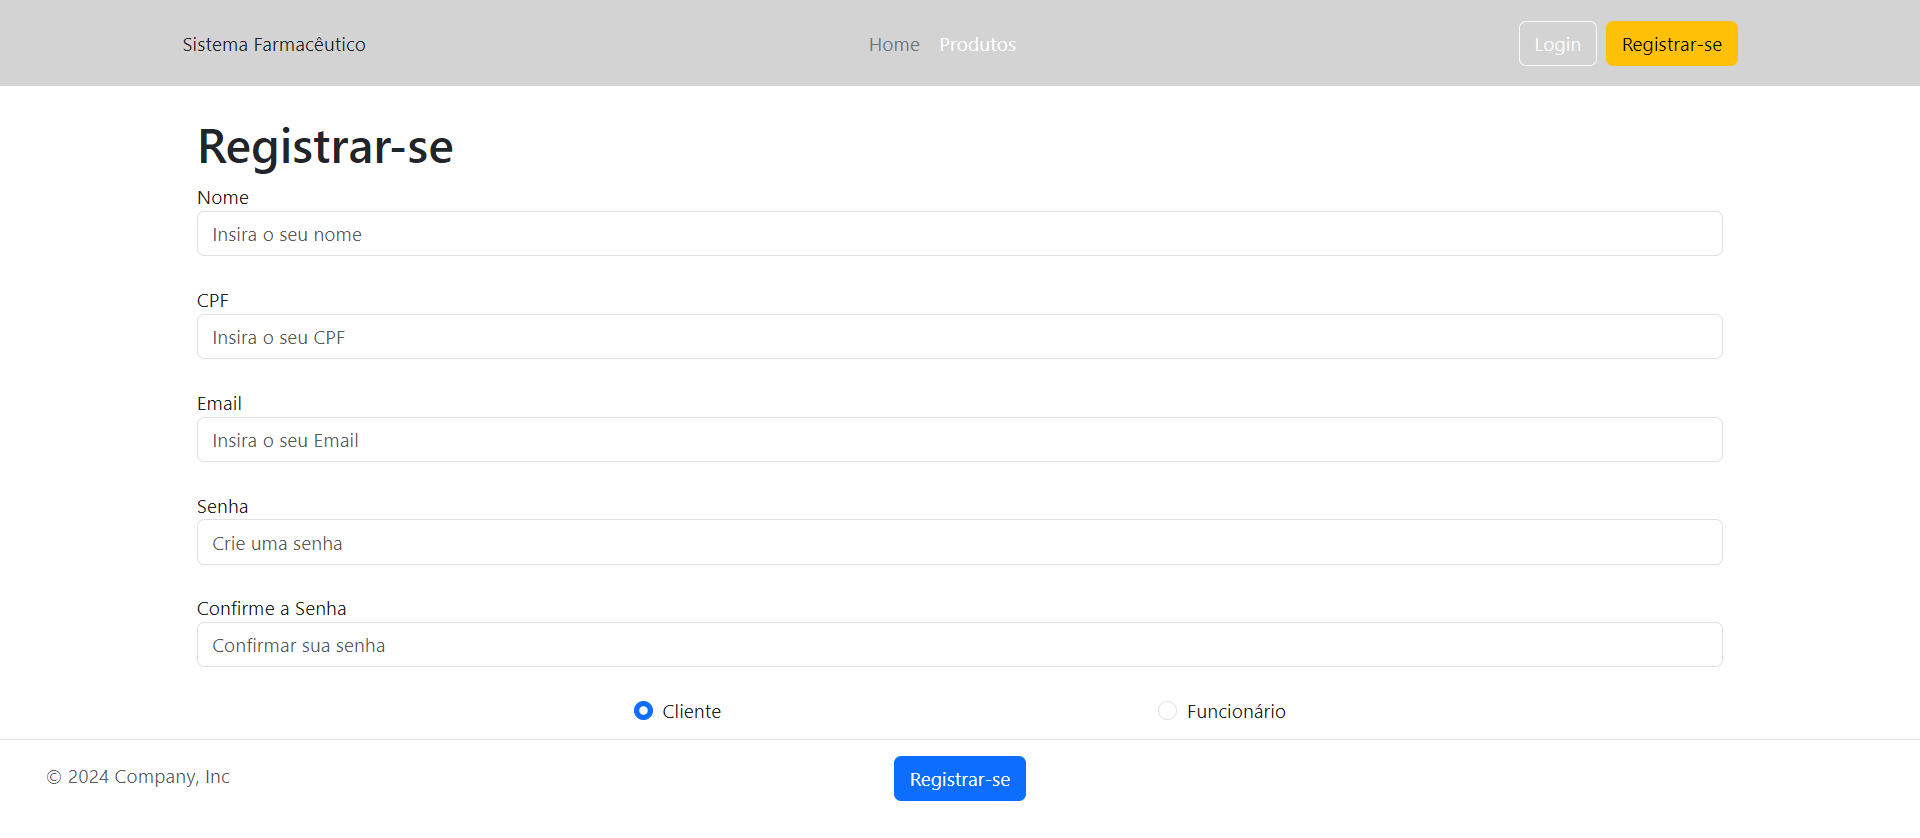 Sistema Farmacêutico Home Produtos Login Registrar-se
Registrar-se
Nome
Insira o seu nome
CPF
Insira o seu CPF
Email
Insira o seu Email
Senha
Crie uma senha
Confirme a Senha
Confirmar sua senha
Cliente Funcionário
© 2024 Company, Inc Registrar-se